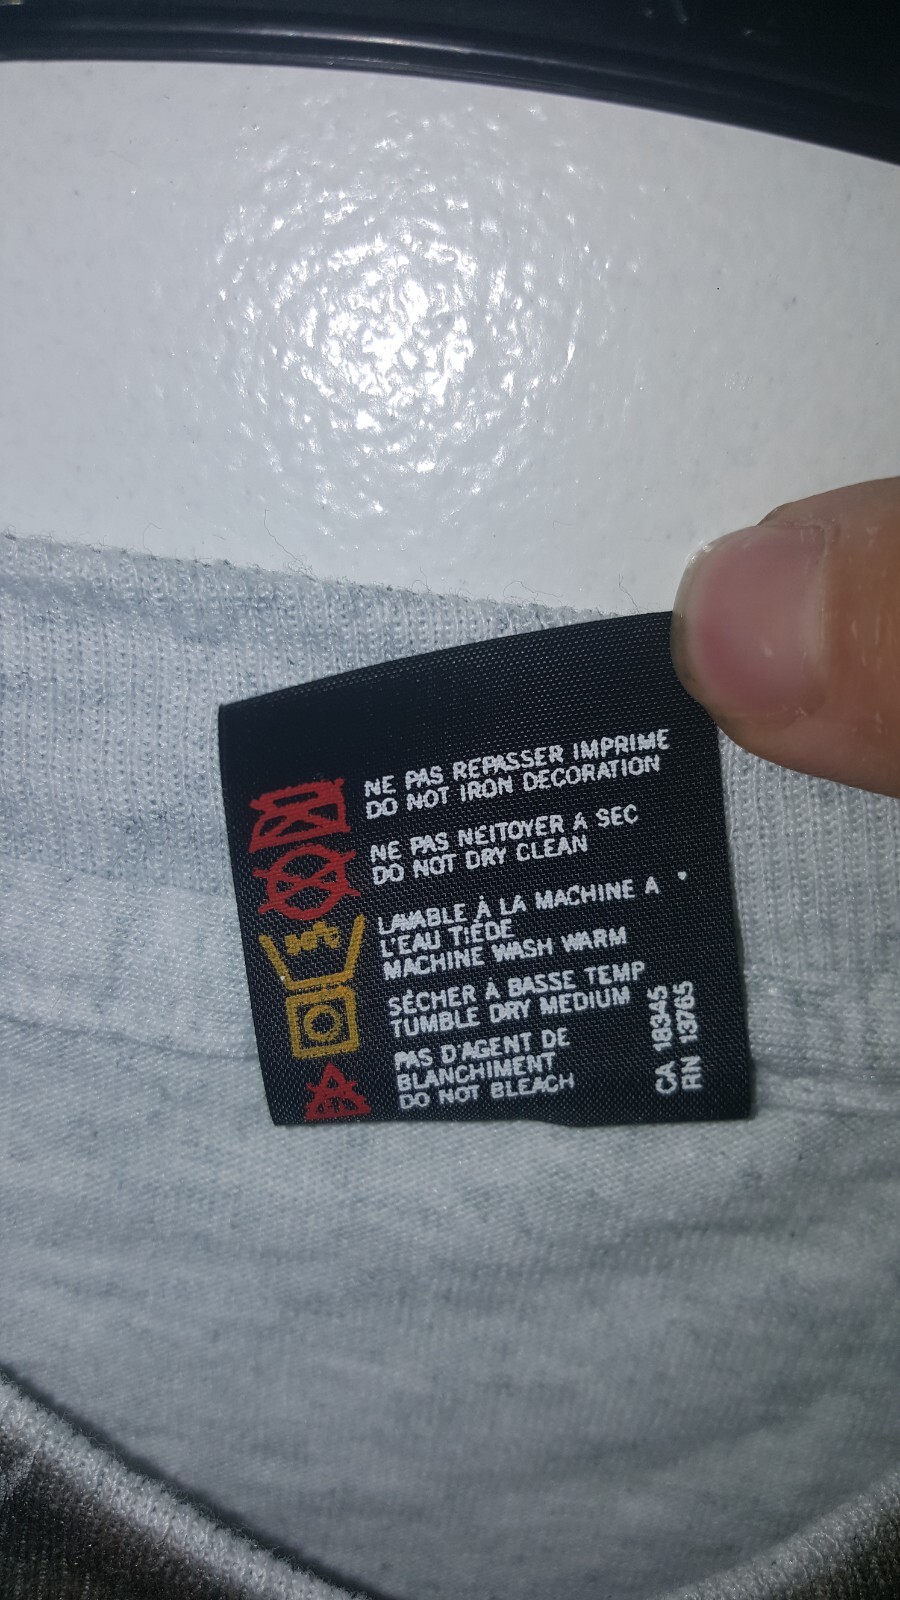 NE PAS REPASSER IMPRIME
DO NOT IRON DECORATION
NE PAS NEITOYER A SEC
DO NOT DRY CLEAN
LAVABLE À LA MACHINE A
L'EAU TIÈDE
MACHINE WASH WARM
SÉCHER À BASSE TEMP
TUMBLE DRY MEDIUM
PAS D'AGENT DE
BLANCHIMENT
DO NOT BLEACH
CA 18345
RN 13765